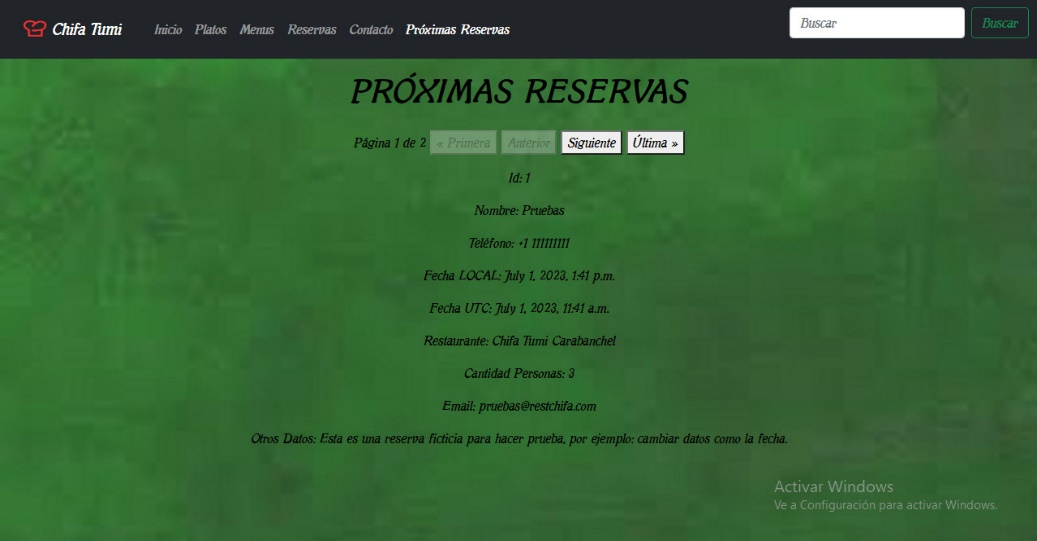 Chifa Tumi Inicio Platos Menus Reservas Contacto Próximas Reservas Buscar Buscar
PRÓXIMAS RESERVAS
Página 1 de 2 « Primera Anterior Siguiente Última »
Id: 1
Nombre: Pruebas
Teléfono: +1 111111111
Fecha LOCAL: July 1, 2023, 1:41 p.m.
Fecha UTC: July 1, 2023, 11:41 a.m.
Restaurante: Chifa Tumi Carabanchel
Cantidad Personas: 3
Email: pruebas@restchifa.com
Otros Datos: Esta es una reserva ficticia para hacer prueba, por ejemplo: cambiar datos como la fecha.
Activar Windows
Ve a Configuración para activar Windows.